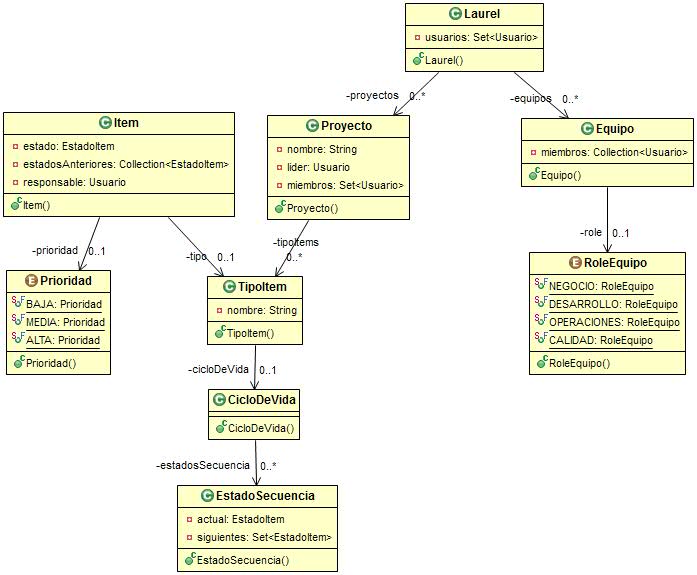 Laurel
usuarios: Set<Usuario>
Laurel()
-proyectos 0..*
-equipos 0..*
Item
estado: EstadoItem
estadosAnteriores: Collection<EstadoItem>
responsable: Usuario
Item()
Proyecto
nombre: String
lider: Usuario
miembros: Set<Usuario>
Proyecto()
Equipo
miembros: Collection<Usuario>
Equipo()
-prioridad 0..1
-tipo 0..1
-tipoItems
0..*
-role 0..1
Prioridad
BAJA: Prioridad
MEDIA: Prioridad
ALTA: Prioridad
Prioridad()
TipoItem
nombre: String
TipoItem()
RoleEquipo
NEGOCIO: RoleEquipo
DESARROLLO: RoleEquipo
OPERACIONES: RoleEquipo
CALIDAD: RoleEquipo
RoleEquipo()
-cicloDeVida 0..1
CicloDeVida
CicloDeVida()
-estadosSecuencia 0..*
EstadoSecuencia
actual: EstadoItem
siguientes: Set<EstadoItem>
EstadoSecuencia()